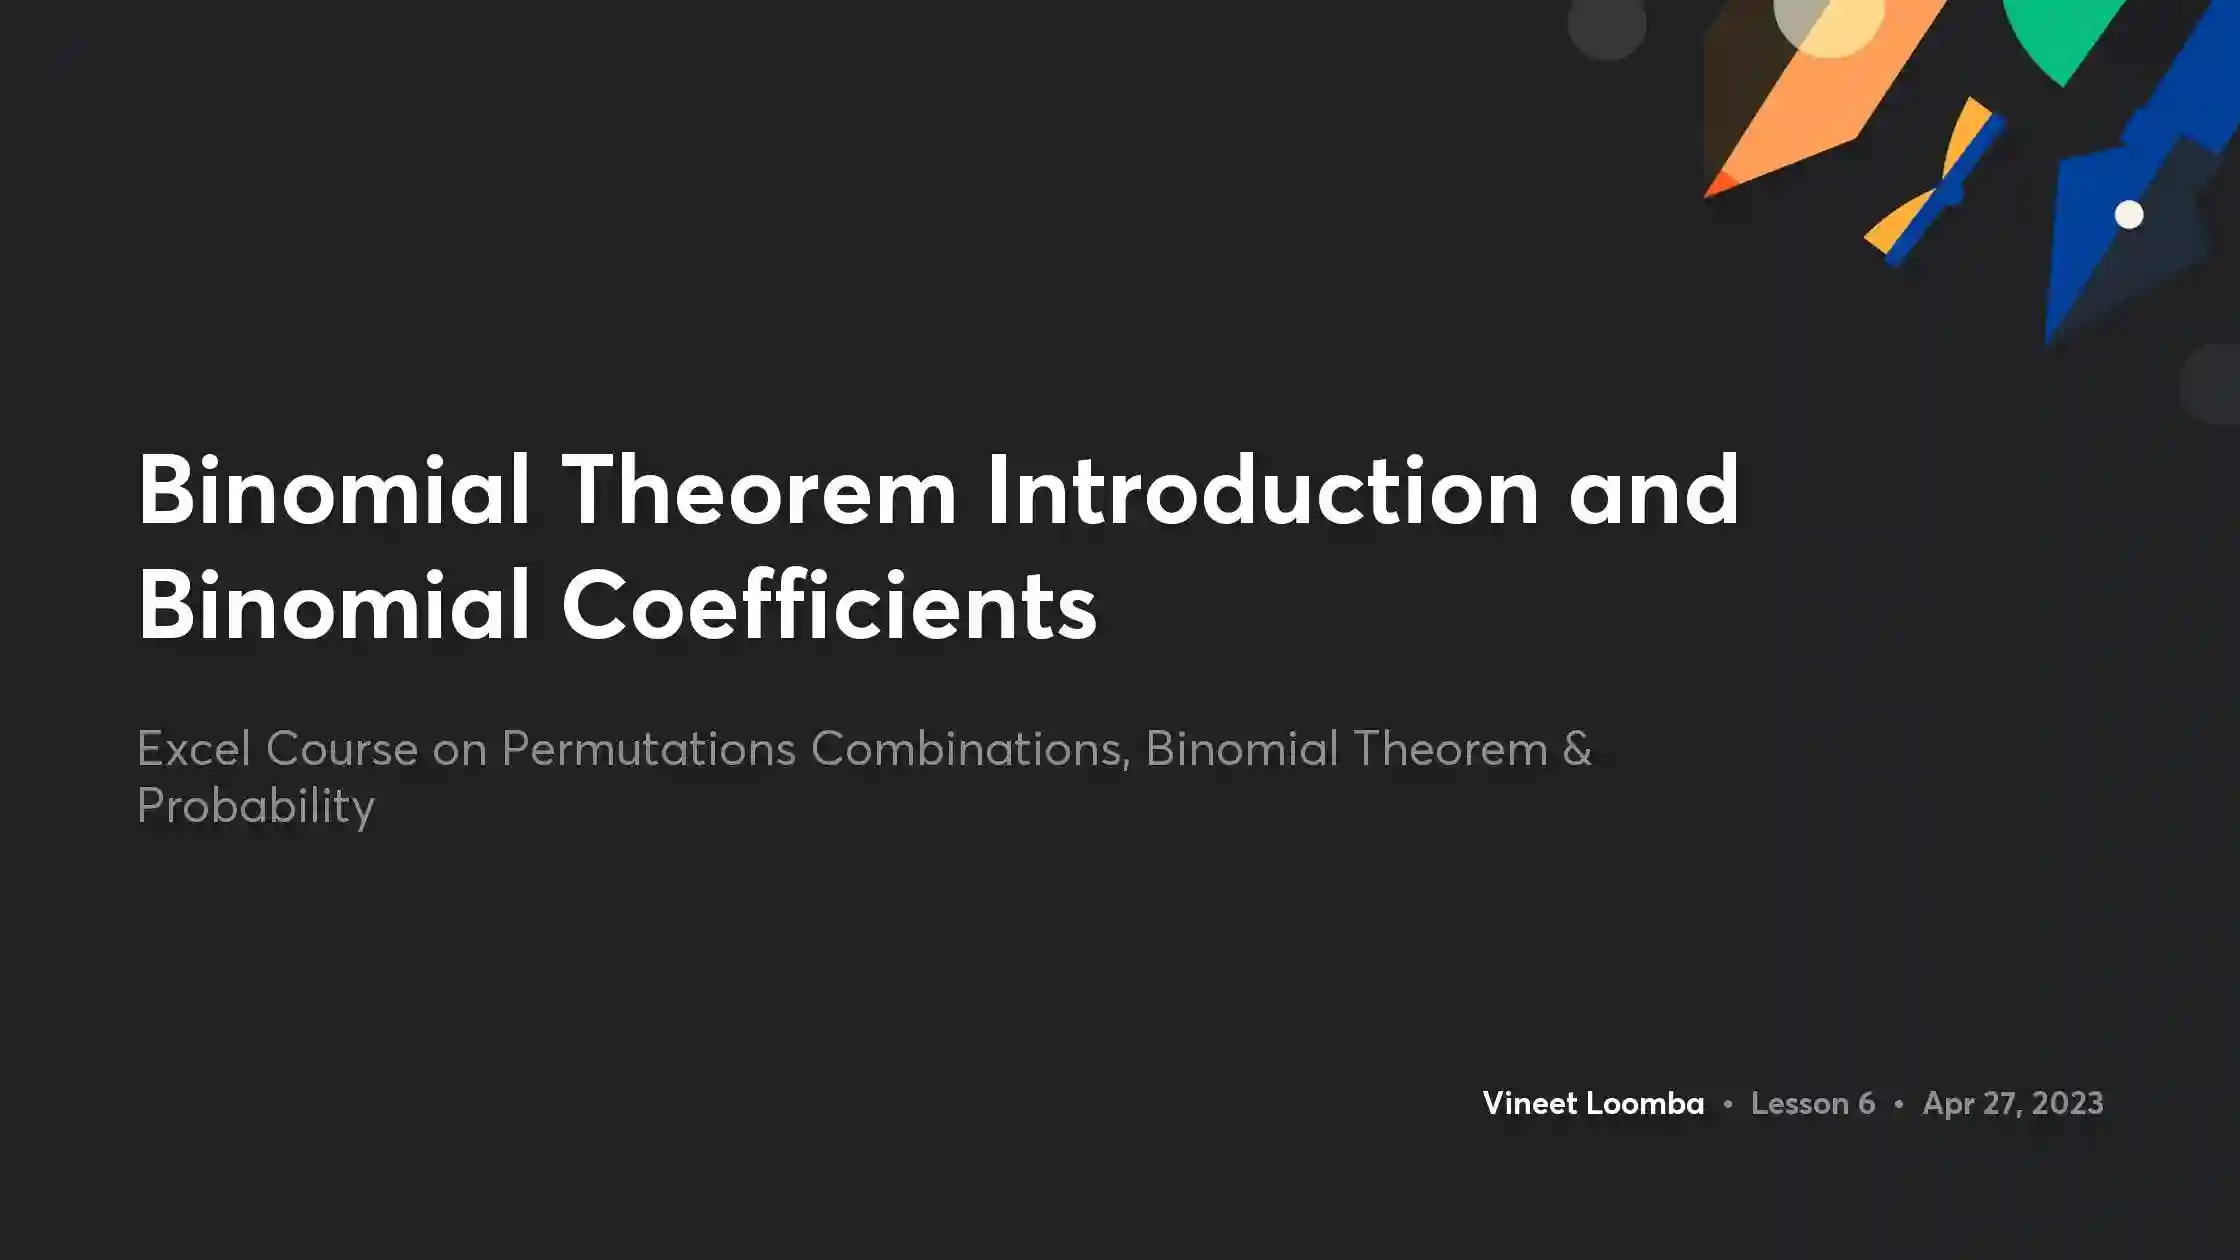 Binomial Theorem Introduction and
Binomial Coefficients
Excel Course on Permutations Combinations, Binomial Theorem &
Probability
Vineet Loomba • Lesson 6 • Apr 27, 2023